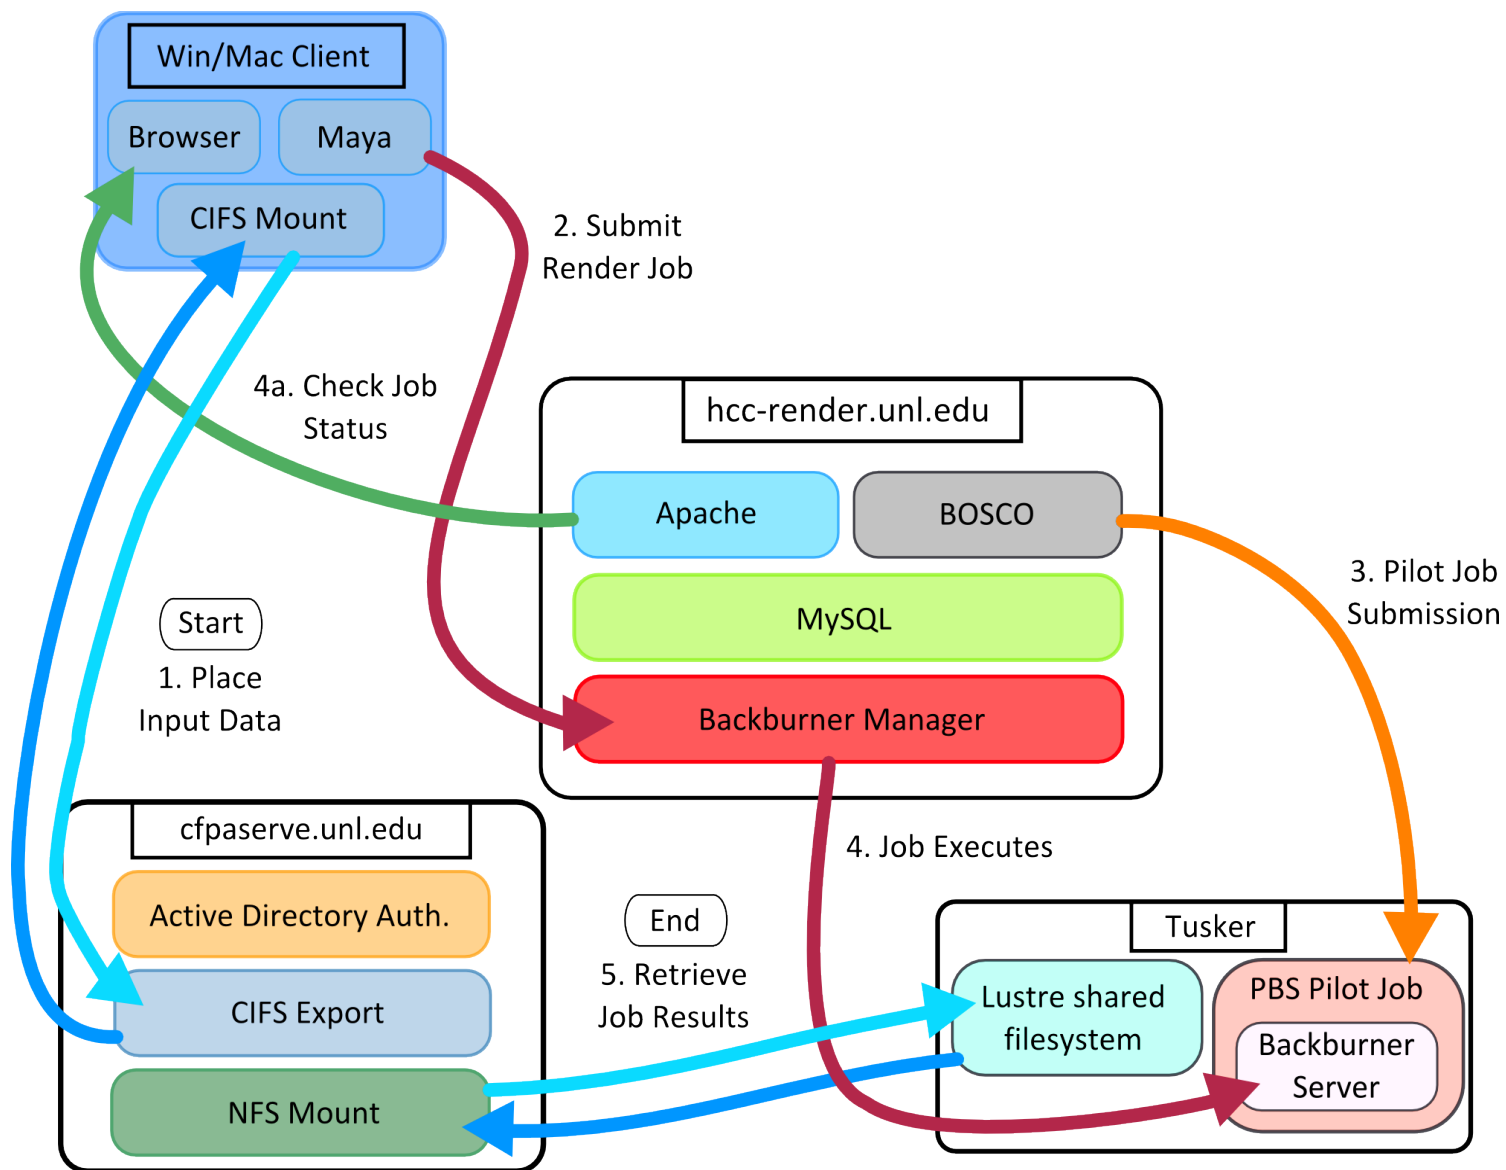 Win/Mac Client
Browser
Maya
CIFS Mount
2. Submit
Render Job
4a. Check Job
Status
hcc-render.unl.edu
Apache
BOSCO
MySQL
Backburner Manager
3. Pilot Job
Submission
Start
1. Place
Input Data
cfpaserve.unl.edu
Active Directory Auth.
CIFS Export
NFS Mount
4. Job Executes
End
5. Retrieve
Job Results
Tusker
Lustre shared
filesystem
PBS Pilot Job
Backburner
Server